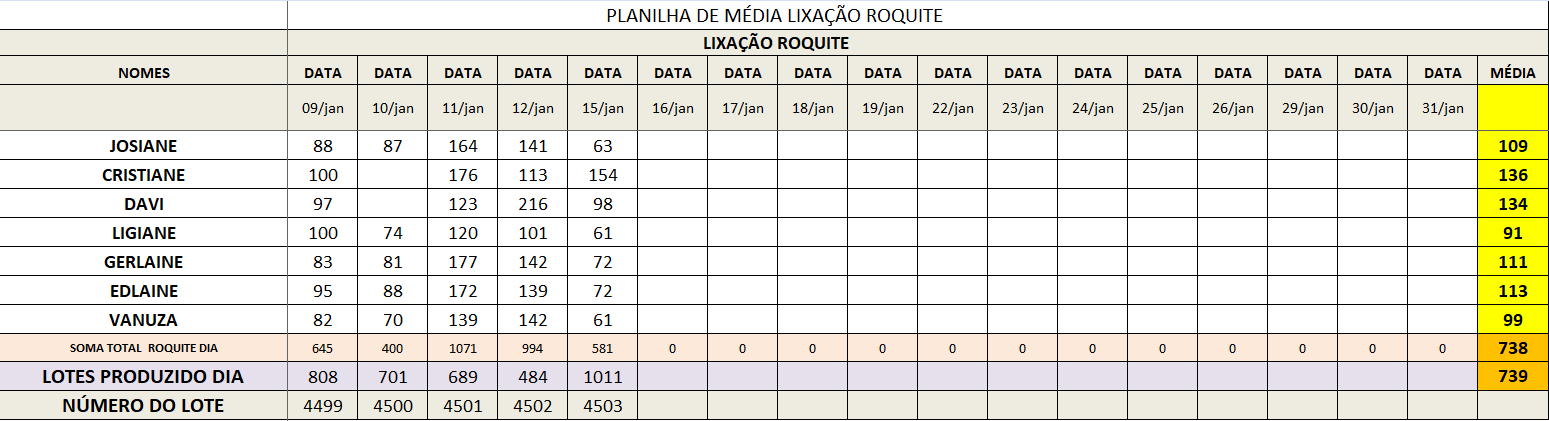 PLANILHA DE MÉDIA LIXAÇÃO ROQUITE
LIXAÇÃO ROQUITE
NOMES DATA DATA DATA DATA DATA DATA DATA DATA DATA DATA DATA DATA DATA DATA DATA DATA DATA MÉDIA
09/jan 10/jan 11/jan 12/jan 15/jan 16/jan 17/jan 18/jan 19/jan 22/jan 23/jan 24/jan 25/jan 26/jan 29/jan 30/jan 31/jan
JOSIANE 88 87 164 141 63 109
CRISTIANE 100 176 113 154 136
DAVI 97 123 216 98 134
LIGIANE 100 74 120 101 61 91
GERLAINE 83 81 177 142 72 111
EDLAINE 95 88 172 139 72 113
VANUZA 82 70 139 142 61 99
SOMA TOTAL ROQUITE DIA 645 400 1071 994 581 0 0 0 0 0 0 0 0 0 0 0 0 738
LOTES PRODUZIDO DIA 808 701 689 484 1011 739
NÚMERO DO LOTE 4499 4500 4501 4502 4503